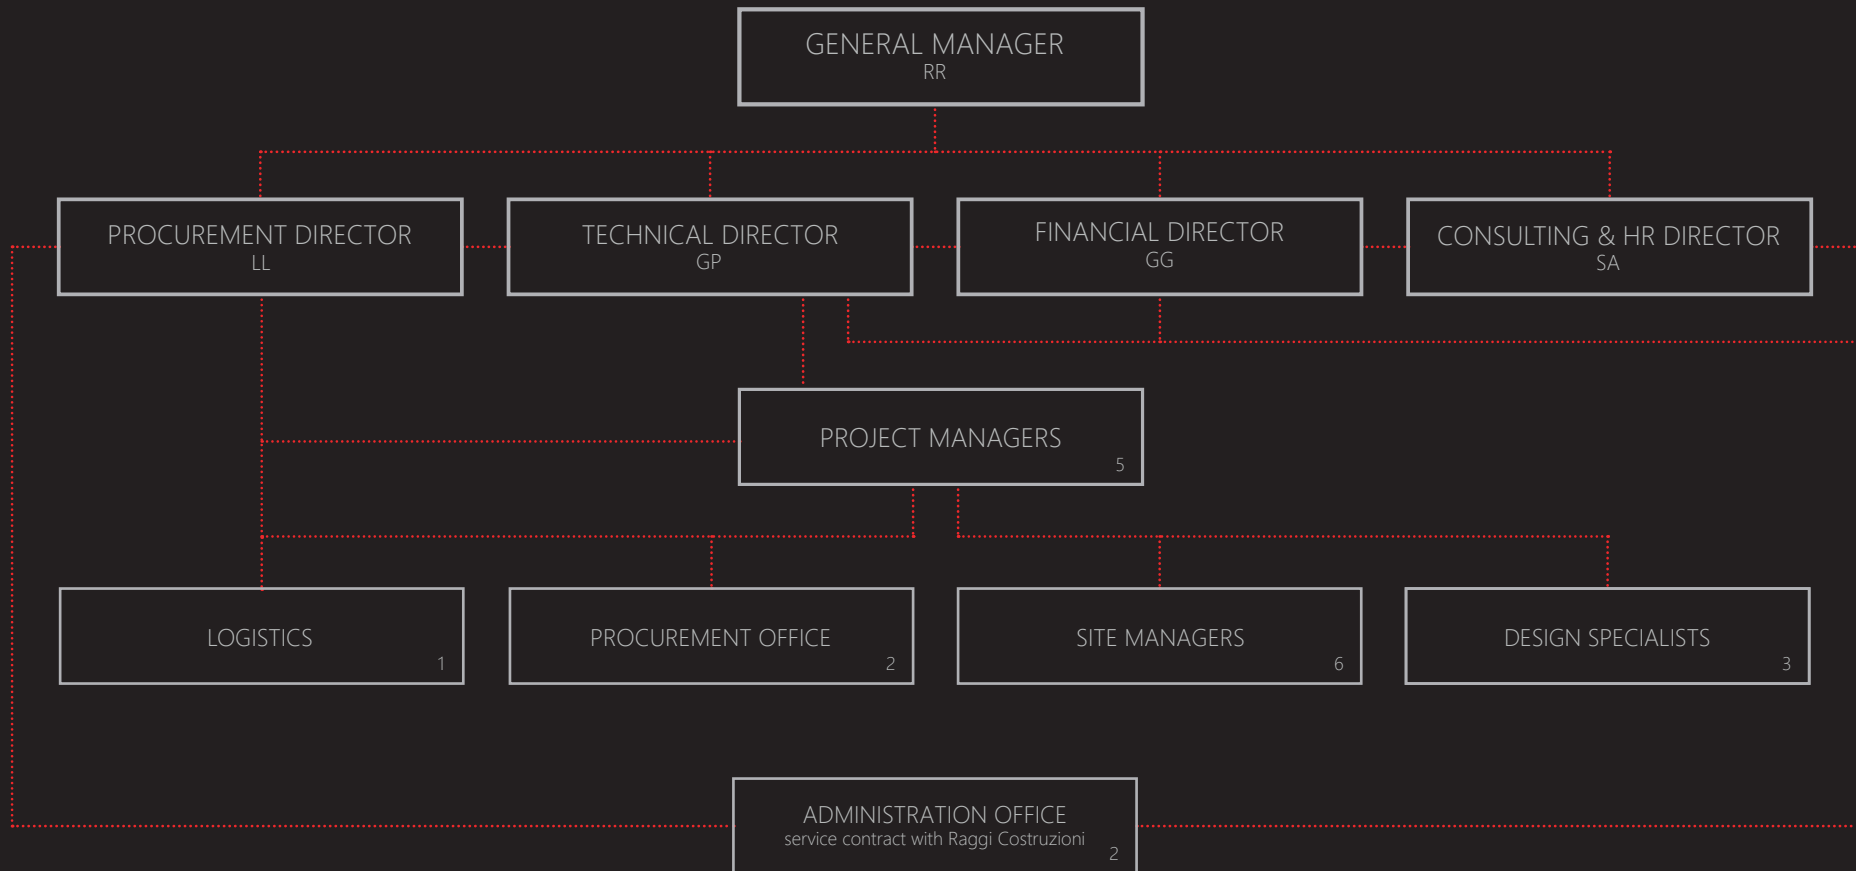 GENERAL MANAGER
RR
PROCUREMENT DIRECTOR
LL
TECHNICAL DIRECTOR
GP
FINANCIAL DIRECTOR
GG
CONSULTING & HR DIRECTOR
SA
PROJECT MANAGERS
5
LOGISTICS
1
PROCUREMENT OFFICE
2
SITE MANAGERS
6
DESIGN SPECIALISTS
3
ADMINISTRATION OFFICE
service contract with Raggi Costruzioni
2